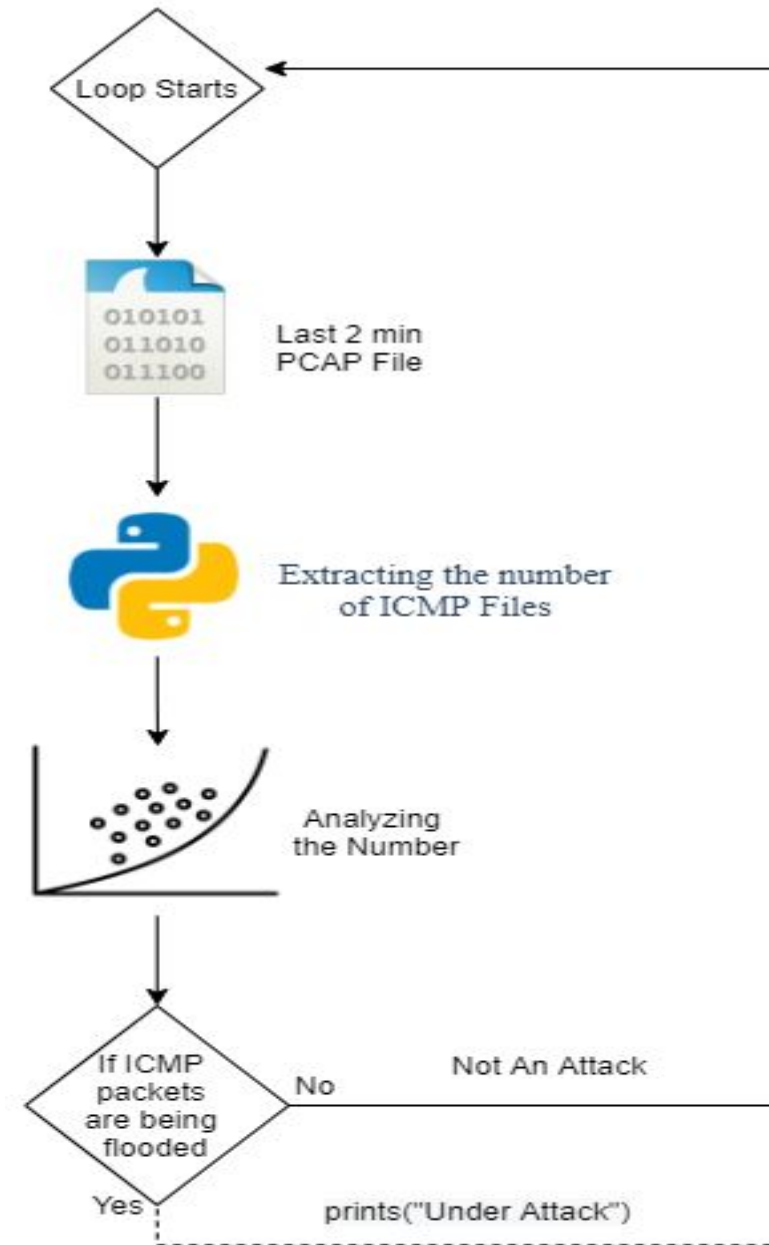 Loop Starts
010101
011010
011100
Last 2 min
PCAP File
Extracting the number
of ICMP Files
Analyzing
the Number
If ICMP
packets
are being
flooded
No
Not An Attack
Yes
prints("Under Attack")